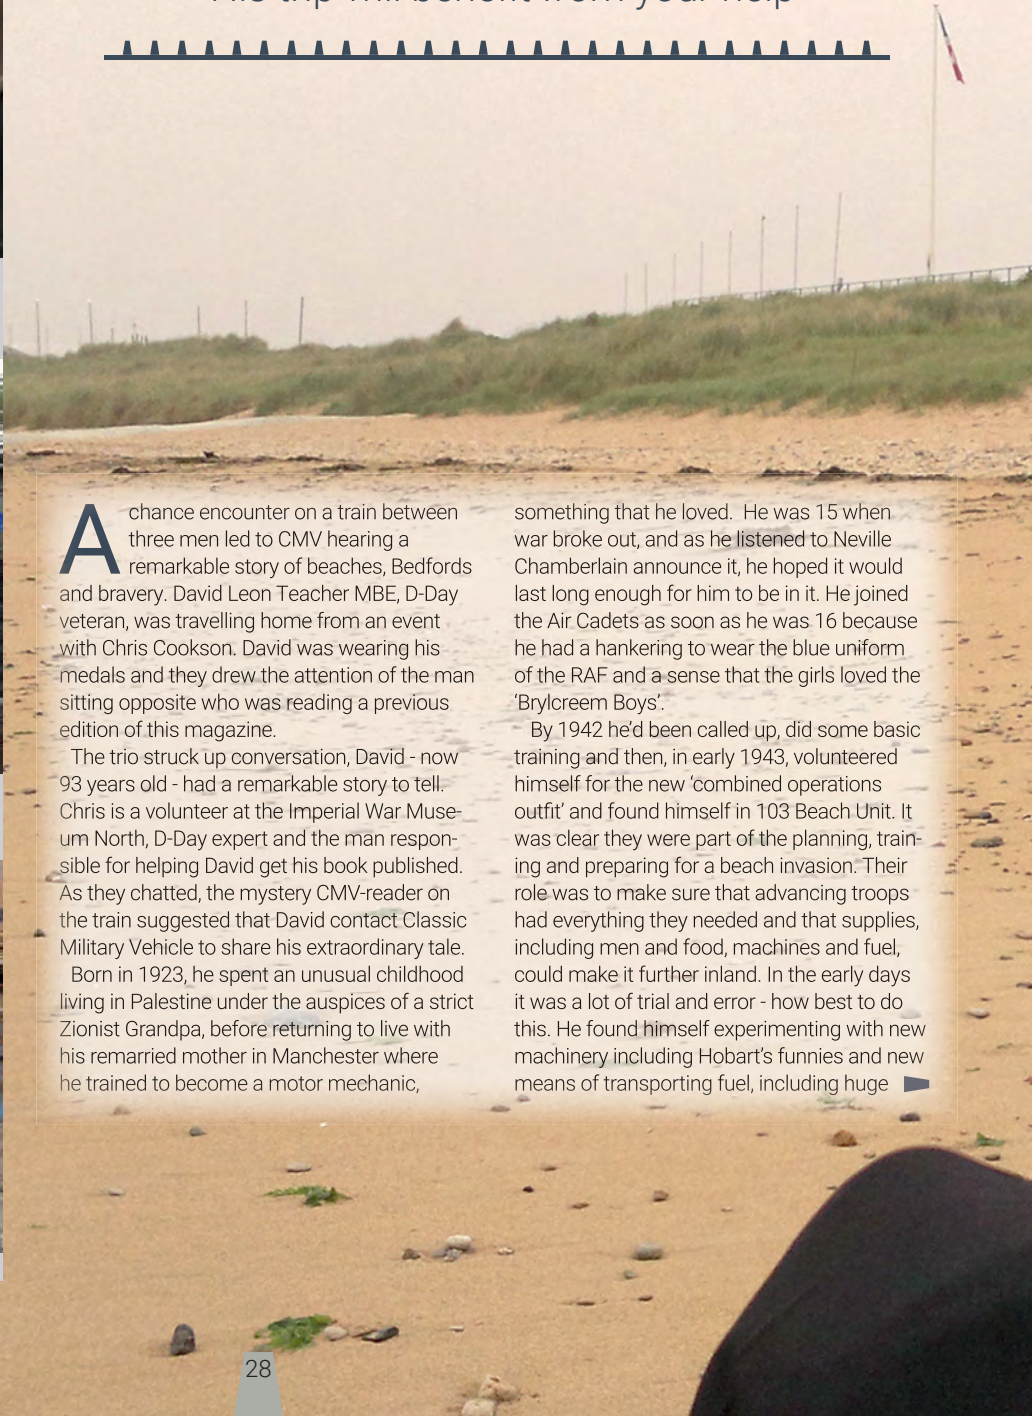 His trip will benefit from your help
A chance encounter on a train between
three men led to CMV hearing a
remarkable story of beaches, Bedfords
and bravery. David Leon Teacher MBE, D-Day
veteran, was travelling home from an event
with Chris Cookson. David was wearing his
medals and they drew the attention of the man
sitting opposite who was reading a previous
edition of this magazine.
The trio struck up conversation, David - now
93 years old - had a remarkable story to tell.
Chris is a volunteer at the Imperial War Muse-
um North, D-Day expert and the man respon-
sible for helping David get his book published.
As they chatted, the mystery CMV-reader on
the train suggested that David contact Classic
Military Vehicle to share his extraordinary tale.
Born in 1923, he spent an unusual childhood
living in Palestine under the auspices of a strict
Zionist Grandpa, before returning to live with
his remarried mother in Manchester where
he trained to become a motor mechanic,
something that he loved.  He was 15 when
war broke out, and as he listened to Neville
Chamberlain announce it, he hoped it would
last long enough for him to be in it. He joined
the Air Cadets as soon as he was 16 because
he had a hankering to wear the blue uniform
of the RAF and a sense that the girls loved the
‘Brylcreem Boys’.
By 1942 he’d been called up, did some basic
training and then, in early 1943, volunteered
himself for the new ‘combined operations
outfit’ and found himself in 103 Beach Unit. It
was clear they were part of the planning, train-
ing and preparing for a beach invasion. Their
role was to make sure that advancing troops
had everything they needed and that supplies,
including men and food, machines and fuel,
could make it further inland. In the early days
it was a lot of trial and error - how best to do
this. He found himself experimenting with new
machinery including Hobart’s funnies and new
means of transporting fuel, including huge
28